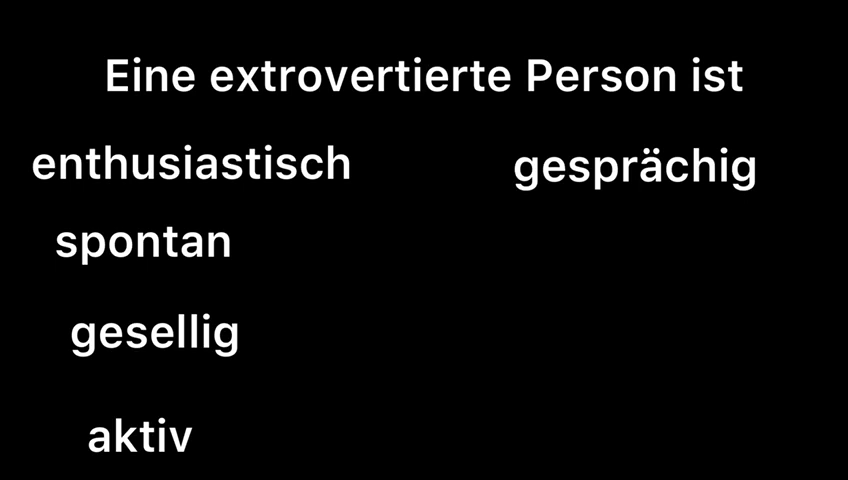 Eine extrovertierte Person ist
enthusiastisch
gesprächig
spontan
gesellig
aktiv